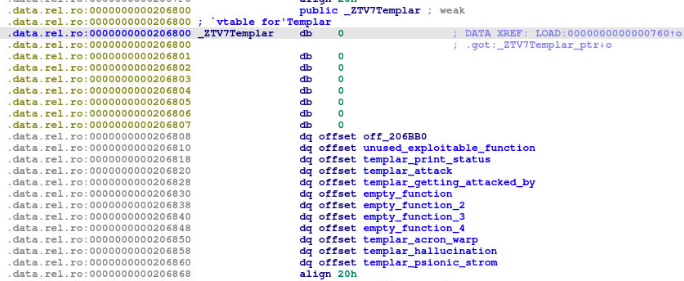 .data.rel.ro:0000000000206800 public _ZTV7Templar ; weak
.data.rel.ro:0000000000206800 ; `vtable for'Templar
.data.rel.ro:0000000000206800 _ZTV7Templar db 0 ; DATA XREF: LOAD:0000000000000760↑o
.data.rel.ro:0000000000206800 ; .got:_ZTV7Templar_ptr↓o
.data.rel.ro:0000000000206801 db 0
.data.rel.ro:0000000000206802 db 0
.data.rel.ro:0000000000206803 db 0
.data.rel.ro:0000000000206804 db 0
.data.rel.ro:0000000000206805 db 0
.data.rel.ro:0000000000206806 db 0
.data.rel.ro:0000000000206807 db 0
.data.rel.ro:0000000000206808 dq offset off_206BB0
.data.rel.ro:0000000000206810 dq offset unused_exploitable_function
.data.rel.ro:0000000000206818 dq offset templar_print_status
.data.rel.ro:0000000000206820 dq offset templar_attack
.data.rel.ro:0000000000206828 dq offset templar_getting_attacked_by
.data.rel.ro:0000000000206830 dq offset empty_function
.data.rel.ro:0000000000206838 dq offset empty_function_2
.data.rel.ro:0000000000206840 dq offset empty_function_3
.data.rel.ro:0000000000206848 dq offset empty_function_4
.data.rel.ro:0000000000206850 dq offset templar_acron_warp
.data.rel.ro:0000000000206858 dq offset templar_hallucination
.data.rel.ro:0000000000206860 dq offset templar_psionic_strom
.data.rel.ro:0000000000206868 align 20h